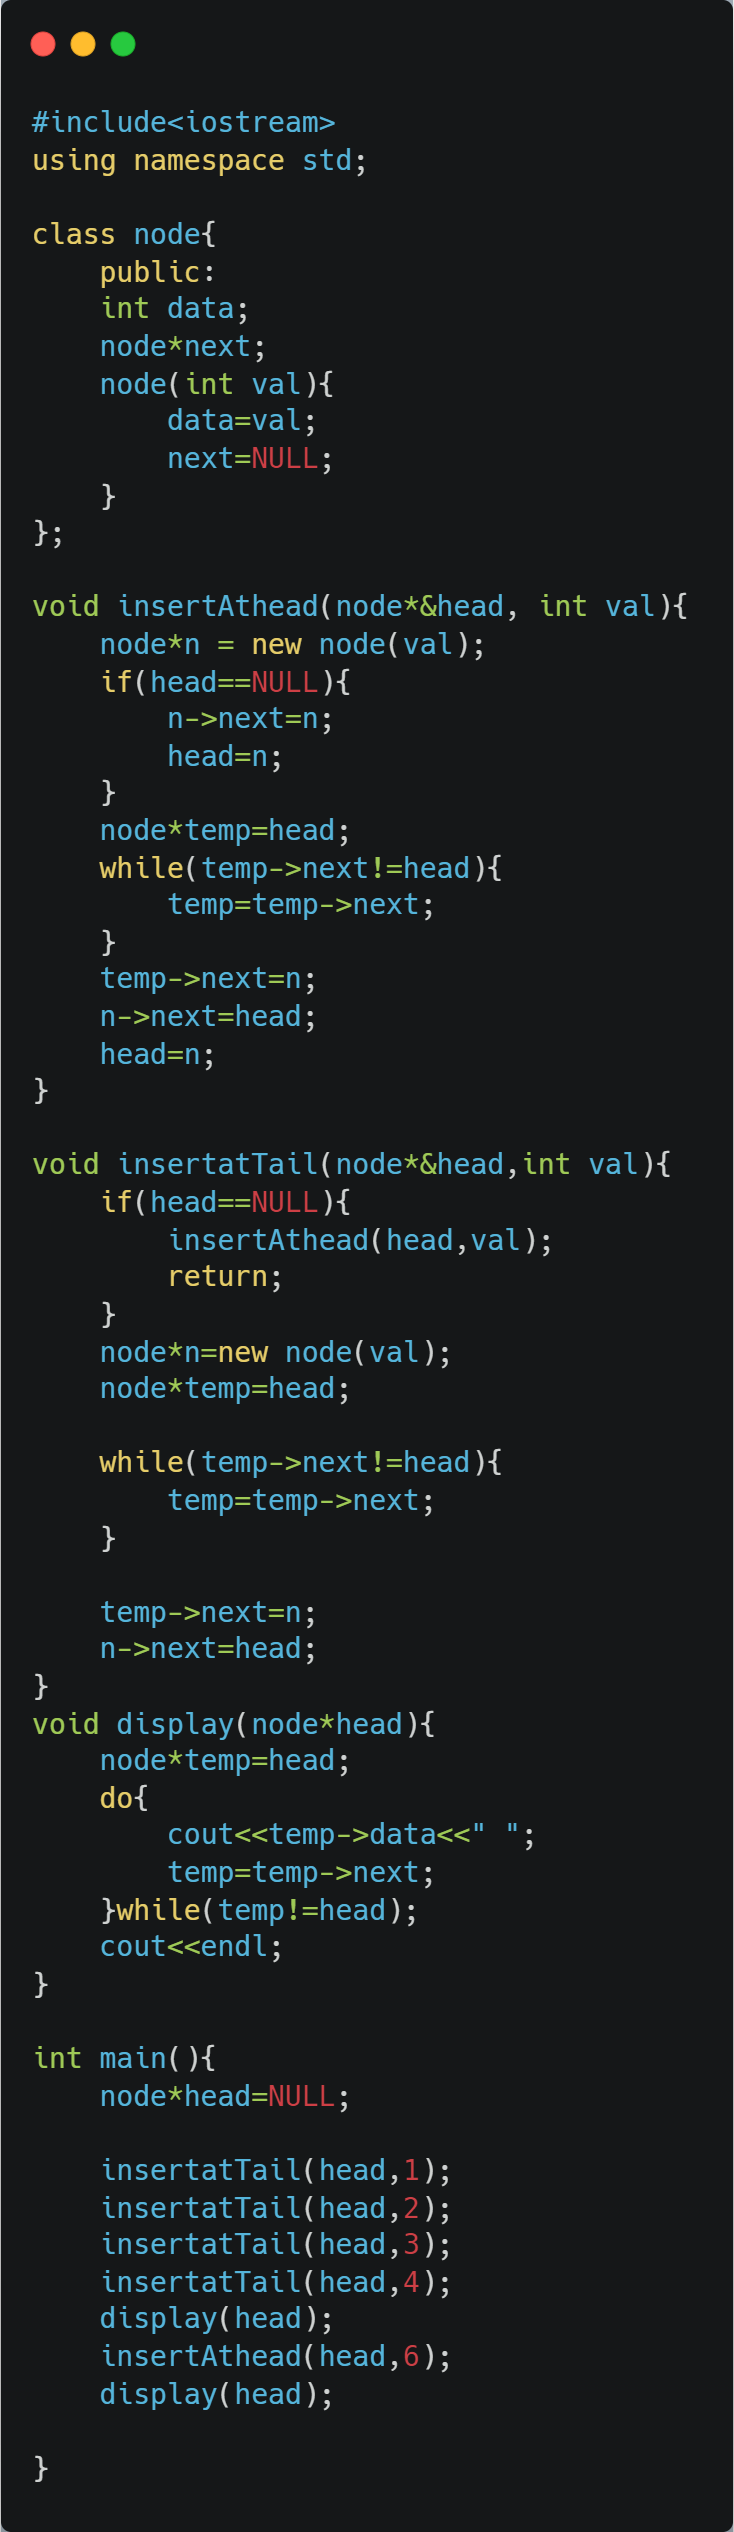 #include<iostream>
using namespace std;

class node{
    public:
    int data;
    node*next;
    node(int val){
        data=val;
        next=NULL;
    }
};

void insertAthead(node*&head, int val){
    node*n = new node(val);
    if(head==NULL){
        n->next=n;
        head=n;
    }
    node*temp=head;
    while(temp->next!=head){
        temp=temp->next;
    }
    temp->next=n;
    n->next=head;
    head=n;
}

void insertatTail(node*&head,int val){
    if(head==NULL){
        insertAthead(head,val);
        return;
    }
    node*n=new node(val);
    node*temp=head;

    while(temp->next!=head){
        temp=temp->next;
    }

    temp->next=n;
    n->next=head;
}
void display(node*head){
    node*temp=head;
    do{
        cout<<temp->data<<" ";
        temp=temp->next;
    }while(temp!=head);
    cout<<endl;
}

int main(){
    node*head=NULL;

    insertatTail(head,1);
    insertatTail(head,2);
    insertatTail(head,3);
    insertatTail(head,4);
    display(head);
    insertAthead(head,6);
    display(head);

}